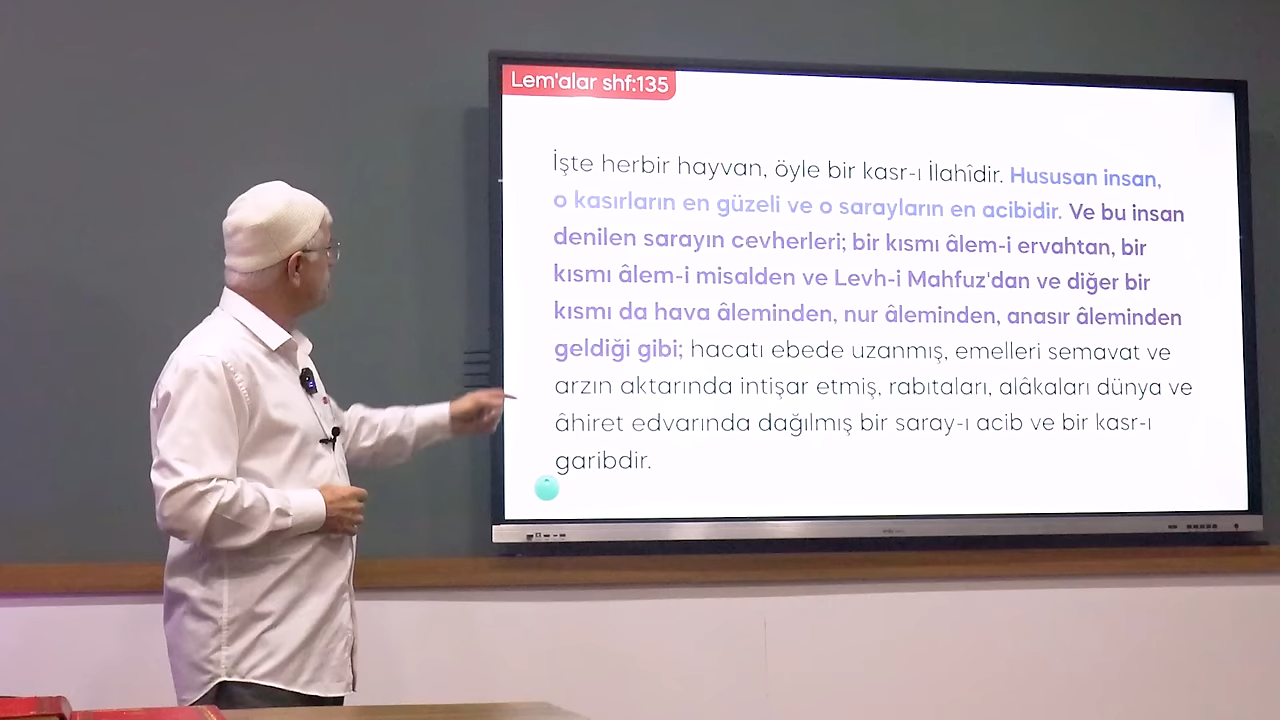 Lem'alar shf:135
İşte herbir hayvan, öyle bir kasr-ı İlahîdir. Hususan insan,
o kasırların en güzeli ve o sarayların en acibidir. Ve bu insan
denilen sarayın cevherleri; bir kısmı âlem-i ervahtan, bir
kısmı âlem-i misalden ve Levh-i Mahfuz'dan ve diğer bir
kısmı da hava âleminden, nur âleminden, anasır âleminden
geldiği gibi; hacatı ebede uzanmış, emelleri semavat ve
arzın aktarında intişar etmiş, rabıtaları, alâkaları dünya ve
âhiret edvarında dağılmış bir saray-ı acib ve bir kasr-ı
garibdir.